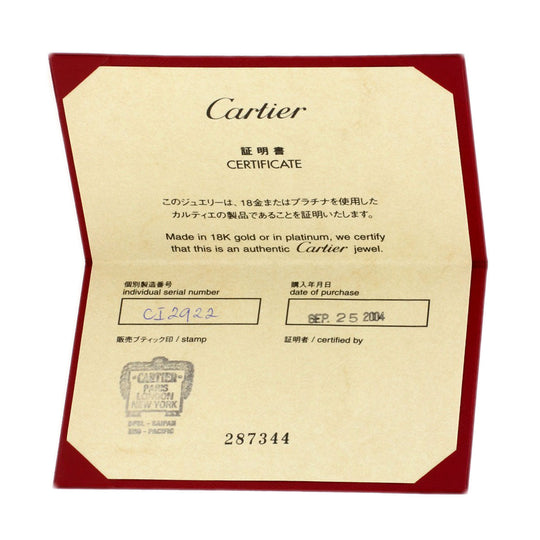 Cartier
証明書
CERTIFICATE
このジュエリーは、18金またはプラチナを使用した
カルティエの製品であることを証明いたします。
Made in 18K gold or in platinum, we certify
that this is an authentic Cartier jewel.
個別製造番号
individual serial number
CI2922
購入年月日
date of purchase
SEP. 25 2004
販売ブティック印 / stamp
証明者 / certified by
CARTIER
PARIS
LONDON
NEW YORK
DFSL - SAIPAN
MID - PACIFIC
287344